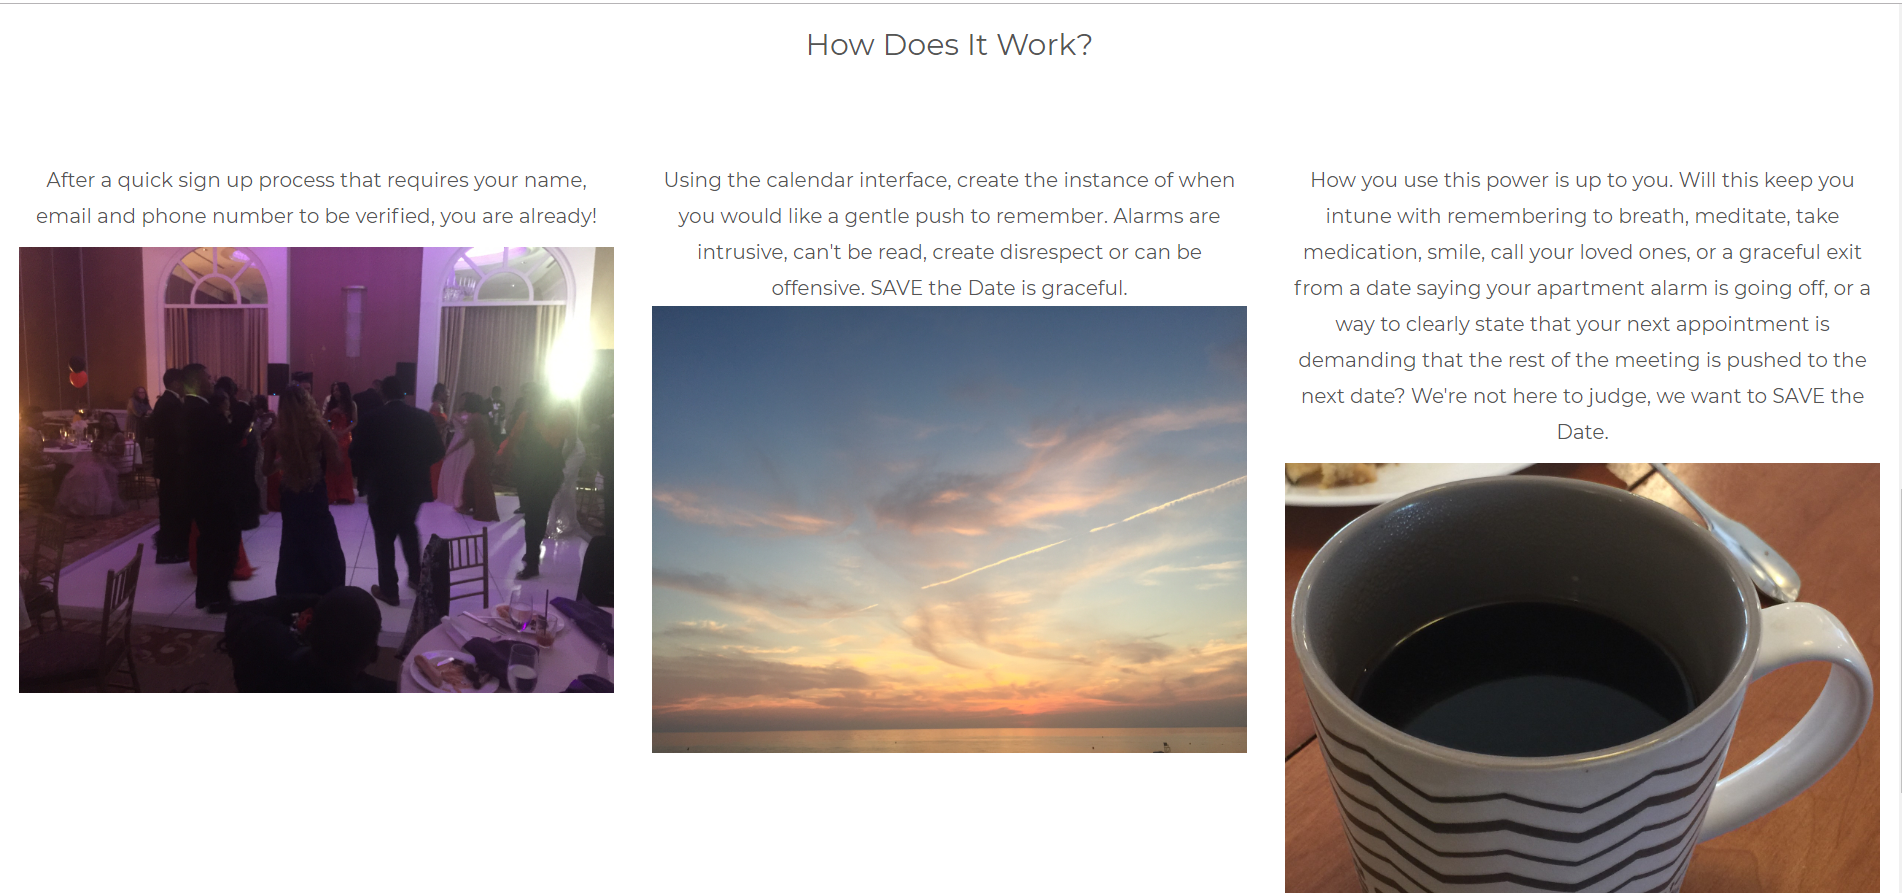 How Does It Work?
After a quick sign up process that requires your name,
email and phone number to be verified, you are already!
Using the calendar interface, create the instance of when
you would like a gentle push to remember. Alarms are
intrusive, can't be read, create disrespect or can be
offensive. SAVE the Date is graceful.
How you use this power is up to you. Will this keep you
intune with remembering to breath, meditate, take
medication, smile, call your loved ones, or a graceful exit
from a date saying your apartment alarm is going off, or a
way to clearly state that your next appointment is
demanding that the rest of the meeting is pushed to the
next date? We're not here to judge, we want to SAVE the
Date.